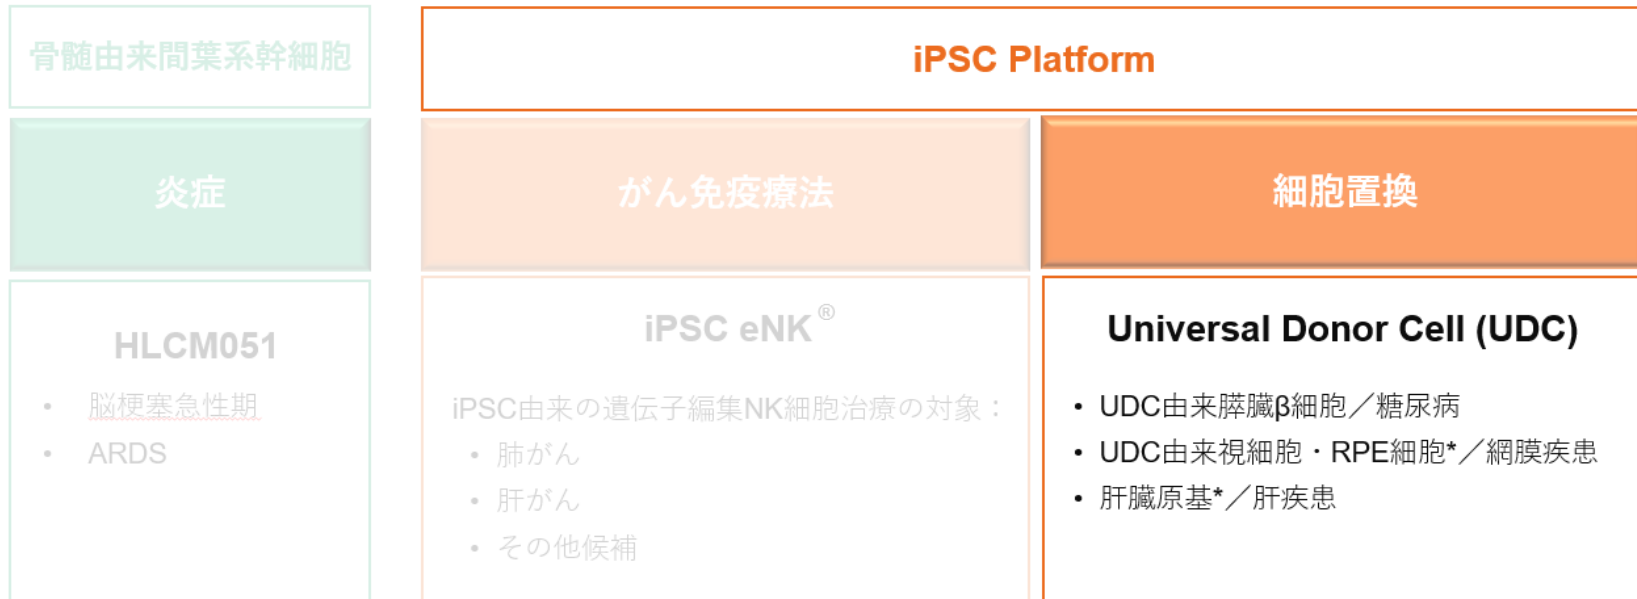 骨髄由来間葉系幹細胞
iPSC Platform
炎症
がん免疫療法
細胞置換
HLCM051
• 脳梗塞急性期
• ARDS
iPSC eNK®
iPSC由来の遺伝子編集NK細胞治療の対象：
• 肺がん
• 肝がん
• その他候補
Universal Donor Cell (UDC)
• UDC由来膵臓β細胞／糖尿病
• UDC由来視細胞・RPE細胞*／網膜疾患
• 肝臓原基*／肝疾患